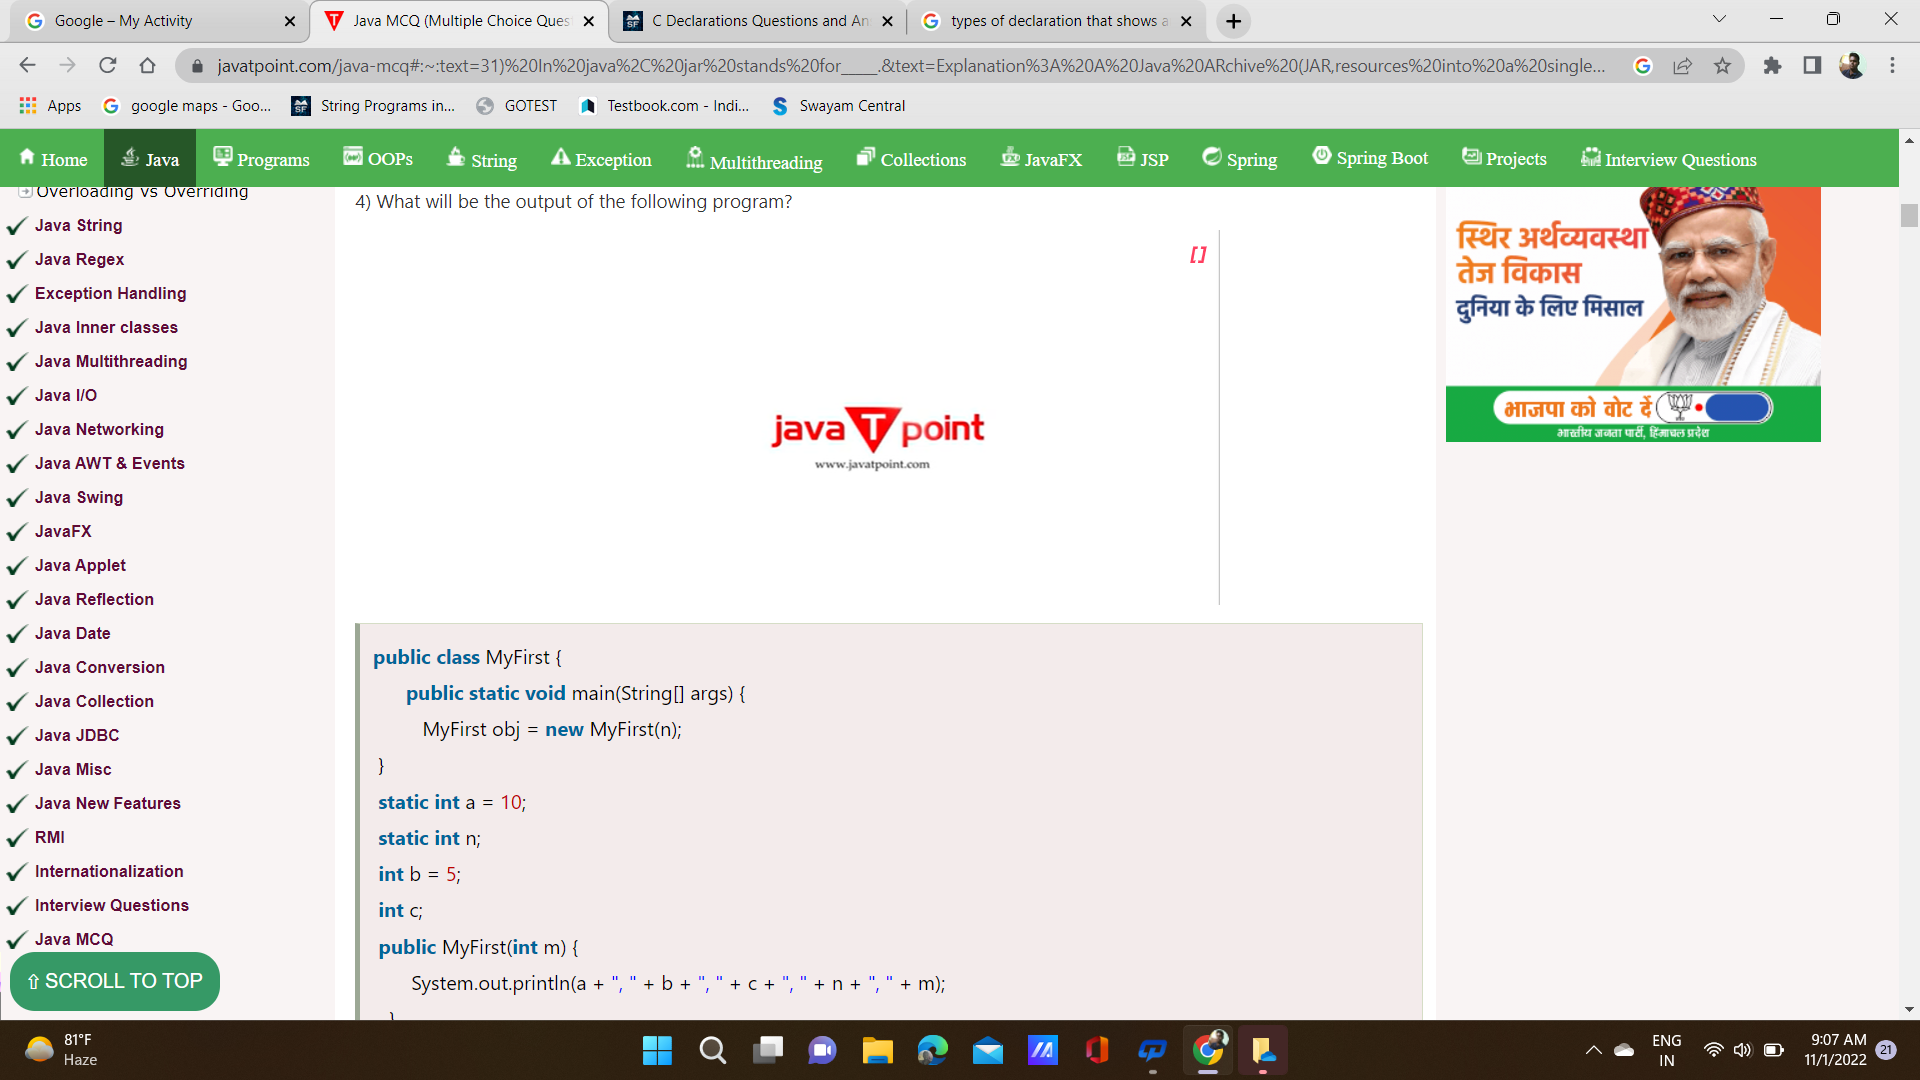 Google – My Activity
Java MCQ (Multiple Choice Ques
C Declarations Questions and An
types of declaration that shows a
javatpoint.com/java-mcq#:~:text=31)%20In%20java%2C%20jar%20stands%20for_____.&text=Explanation%3A%20A%20Java%20ARchive%20(JAR,resources%20into%20a%20single...
Apps
google maps - Goo...
String Programs in...
GOTEST
Testbook.com - Indi...
Swayam Central
Home
Java
Programs
OOPs
String
Exception
Multithreading
Collections
JavaFX
JSP
Spring
Spring Boot
Projects
Interview Questions
Overloading vs Overriding
Java String
Java Regex
Exception Handling
Java Inner classes
Java Multithreading
Java I/O
Java Networking
Java AWT & Events
Java Swing
JavaFX
Java Applet
Java Reflection
Java Date
Java Conversion
Java Collection
Java JDBC
Java Misc
Java New Features
RMI
Internationalization
Interview Questions
Java MCQ
⇧ SCROLL TO TOP
4) What will be the output of the following program?
[]
java T point
www.javatpoint.com
public class MyFirst {
public static void main(String[] args) {
MyFirst obj = new MyFirst(n);
}
static int a = 10;
static int n;
int b = 5;
int c;
public MyFirst(int m) {
System.out.println(a + ", " + b + ", " + c + ", " + n + ", " + m);
}
स्थिर अर्थव्यवस्था
तेज विकास
दुनिया के लिए मिसाल
भाजपा को वोट दें
भारतीय जनता पार्टी, हिमाचल प्रदेश
81°F
Haze
ENG
IN
9:07 AM
11/1/2022
21